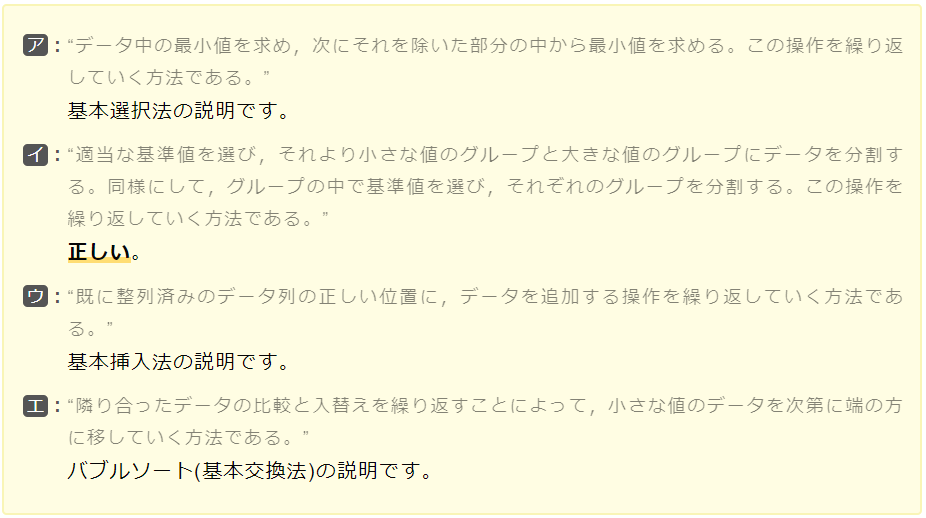 ア：“データ中の最小値を求め，次にそれを除いた部分の中から最小値を求める。この操作を繰り返
していく方法である。”
基本選択法の説明です。
イ：“適当な基準値を選び，それより小さな値のグループと大きな値のグループにデータを分割す
る。同様にして，グループの中で基準値を選び，それぞれのグループを分割する。この操作を
繰り返していく方法である。”
正しい。
ウ：“既に整列済みのデータ列の正しい位置に，データを追加する操作を繰り返していく方法であ
る。”
基本挿入法の説明です。
エ：“隣り合ったデータの比較と入替えを繰り返すことによって，小さな値のデータを次第に端の方
に移していく方法である。”
バブルソート(基本交換法)の説明です。